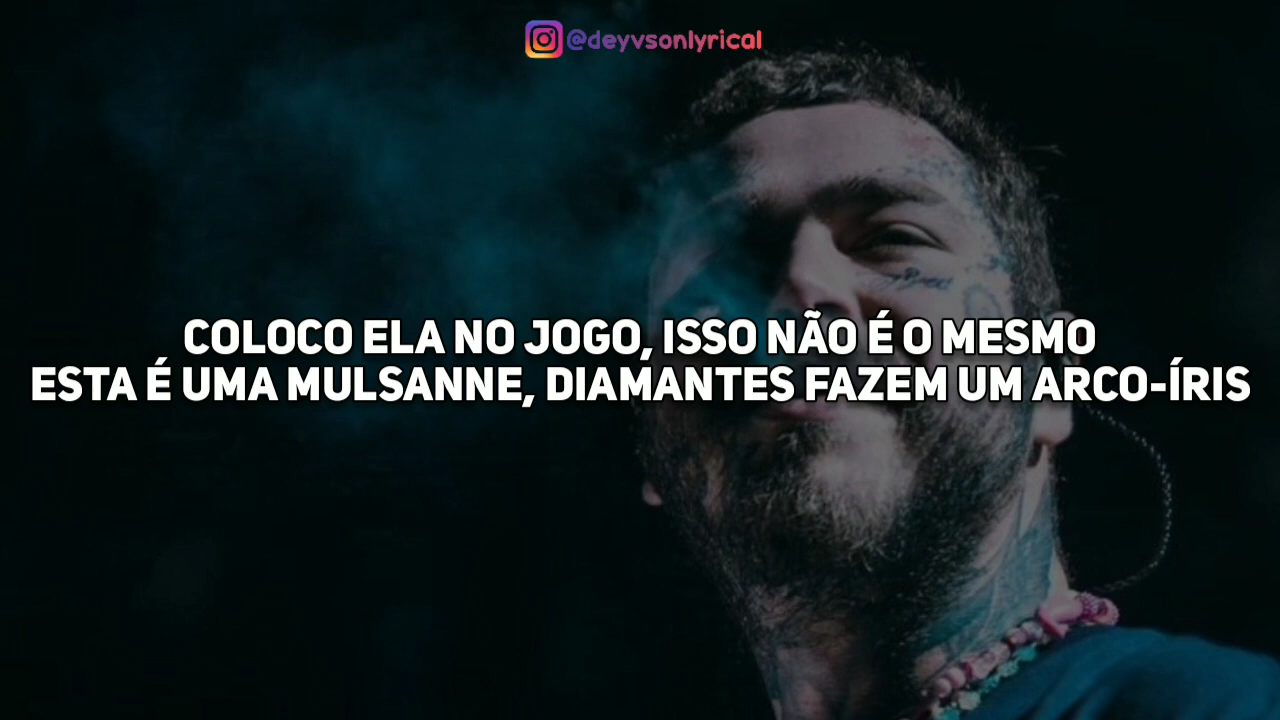 @deyvsonlyrical
COLOCO ELA NO JOGO, ISSO NÃO É O MESMO
ESTA É UMA MULSANNE, DIAMANTES FAZEM UM ARCO-ÍRIS